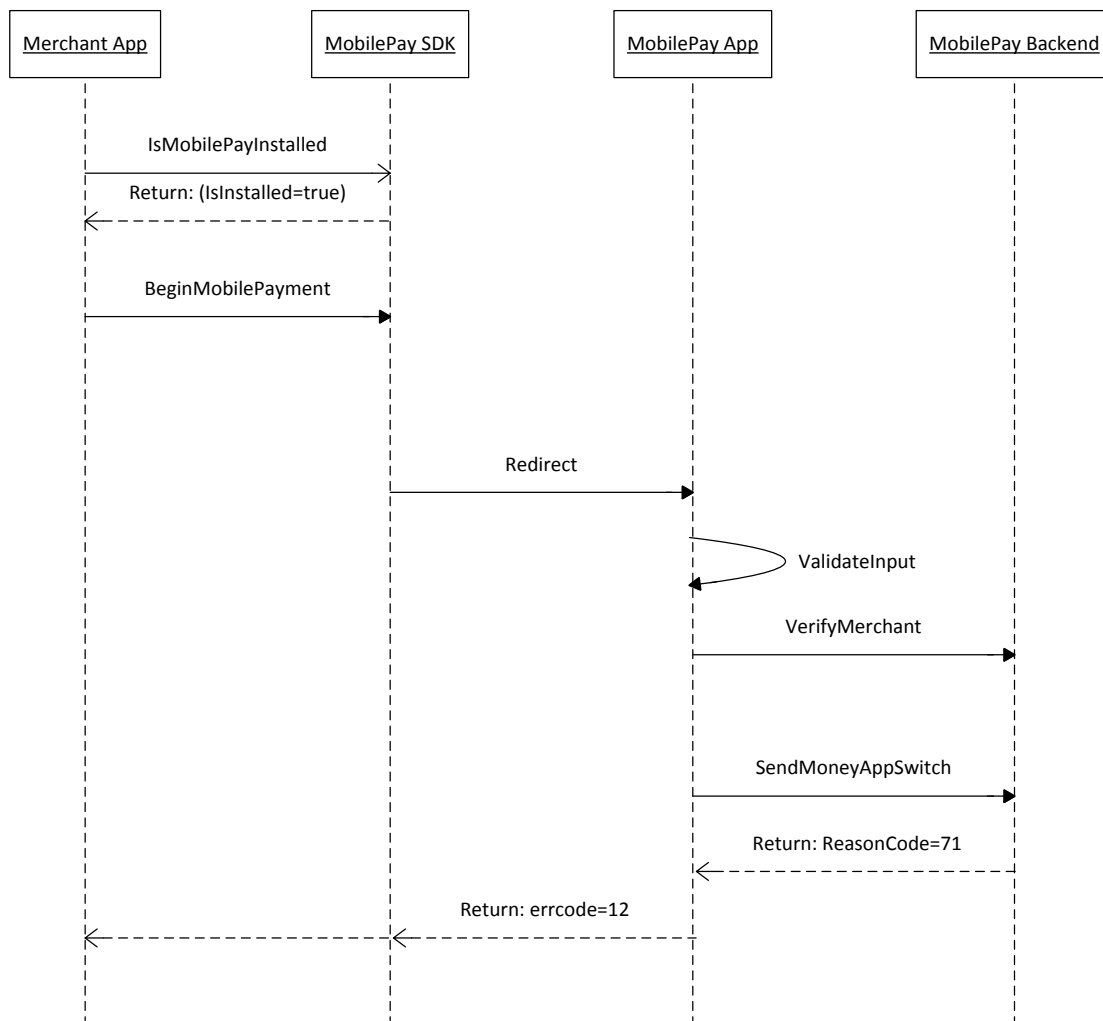 Merchant App
MobilePay SDK
MobilePay App
MobilePay Backend
IsMobilePayInstalled
Return: (IsInstalled=true)
BeginMobilePayment
Redirect
ValidateInput
VerifyMerchant
SendMoneyAppSwitch
Return: ReasonCode=71
Return: errcode=12